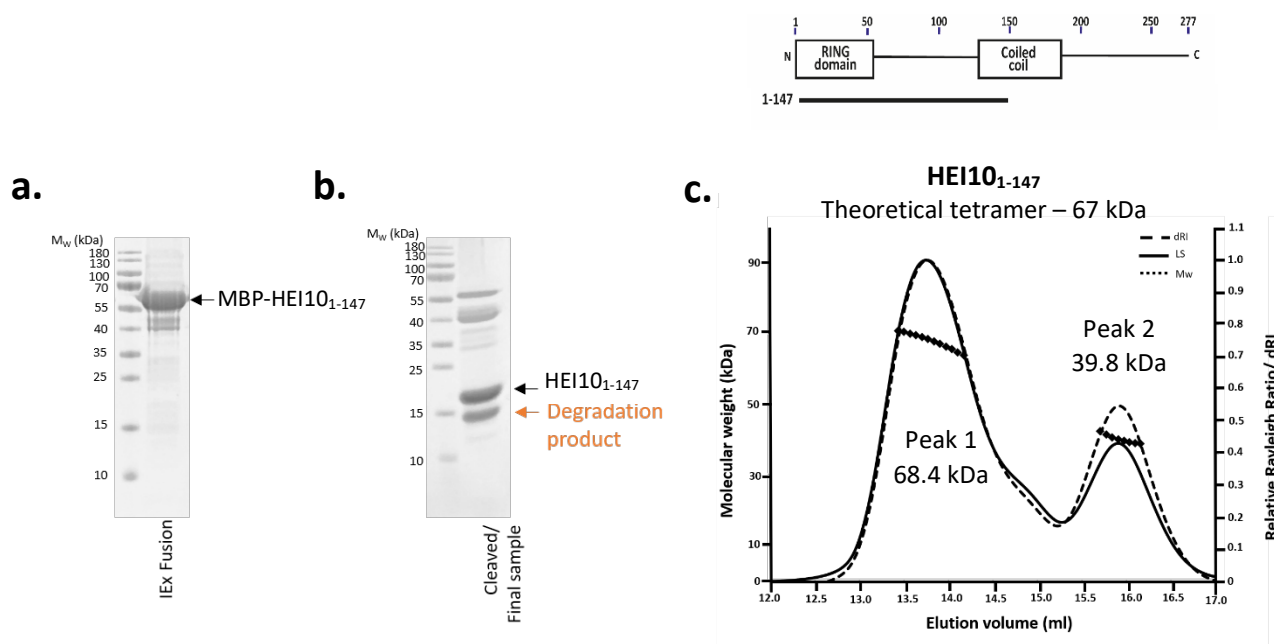 1 50 100 150 200 250 277
N RING domain Coiled coil C
1-147
a.
Mw (kDa)
180
130
100
70
55
40
35
25
15
10
MBP-HEI101-147
IEx Fusion
b.
Mw (kDa)
180
130
100
70
55
40
35
25
15
10
HEI101-147
Degradation
product
Cleaved/
Final sample
c.
HEI101-147
Theoretical tetramer – 67 kDa
dRI
LS
Mw
Peak 1
68.4 kDa
Peak 2
39.8 kDa
Molecular weight (kDa)
90
70
50
30
10
0
1.1
1.0
0.9
0.8
0.7
0.6
0.5
0.4
0.3
0.2
0.1
0
Relative Rayleigh Ratio/ dRI
12.0 12.5 13.0 13.5 14.0 14.5 15.0 15.5 16.0 17.0
Elution volume (ml)